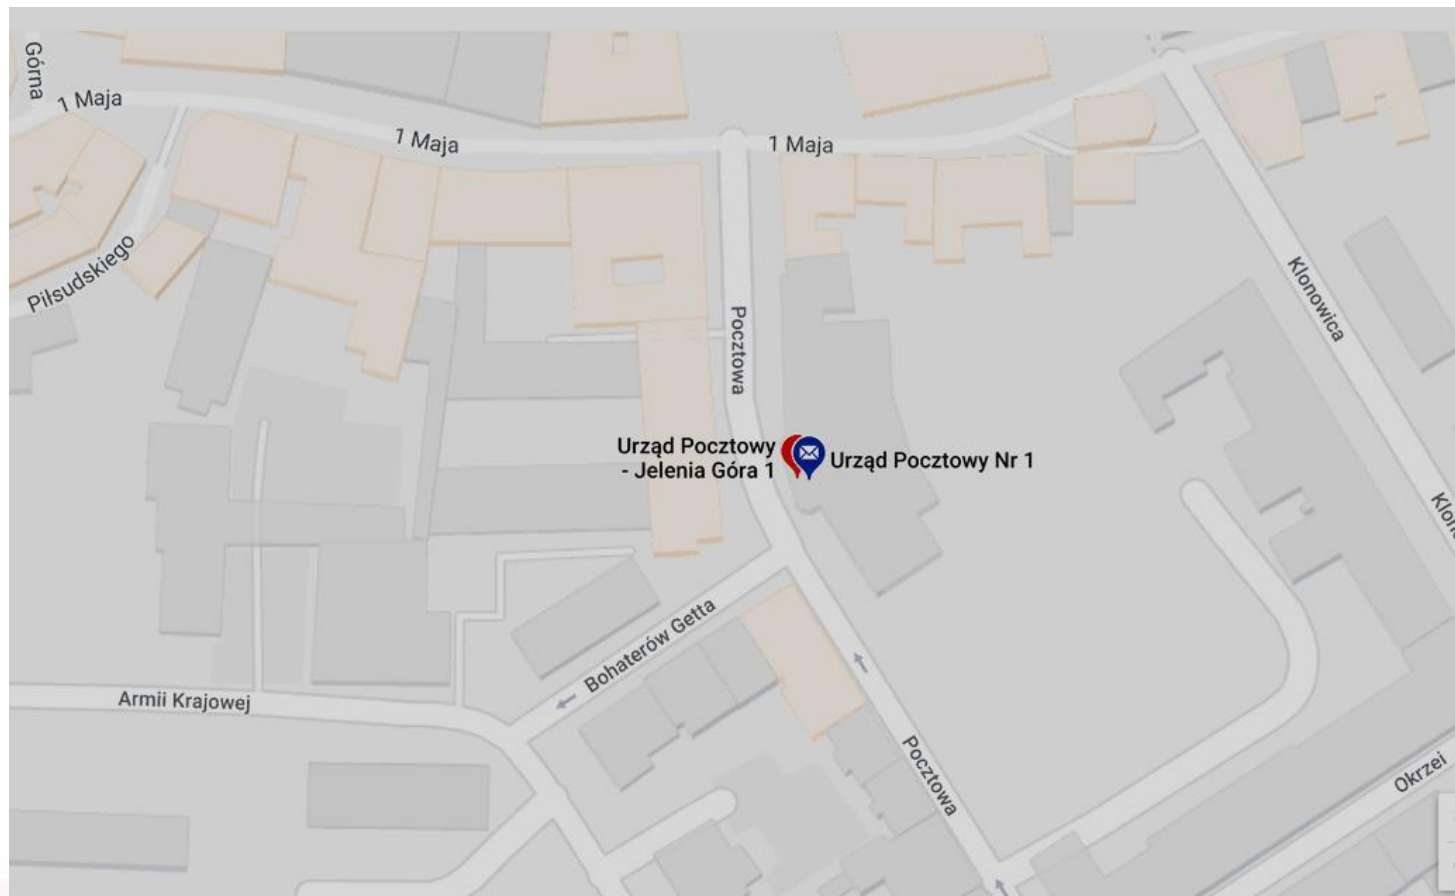 Górna
1 Maja
1 Maja
1 Maja
Piłsudskiego
Klonowica
Pocztowa
Urząd Pocztowy
- Jelenia Góra 1
Urząd Pocztowy Nr 1
Bohaterów Getta
Armii Krajowej
Pocztowa
Okrzei